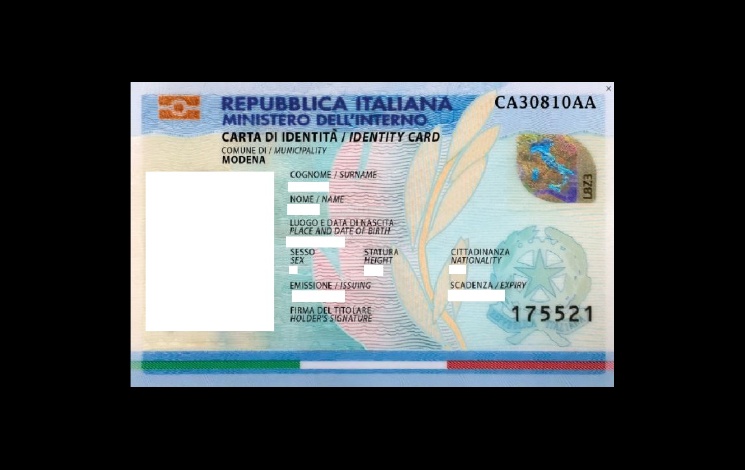 REPUBBLICA ITALIANA
CA30810AA
MINISTERO DELL'INTERNO
CARTA DI IDENTITÀ / IDENTITY CARD
COMUNE DI / MUNICIPALITY
MODENA
COGNOME / SURNAME
NOME / NAME
LUOGO E DATA DI NASCITA
PLACE AND DATE OF BIRTH
SESSO
SEX
STATURA
HEIGHT
CITTADINANZA
NATIONALITY
EMISSIONE / ISSUING
SCADENZA / EXPIRY
FIRMA DEL TITOLARE
HOLDER'S SIGNATURE
175521